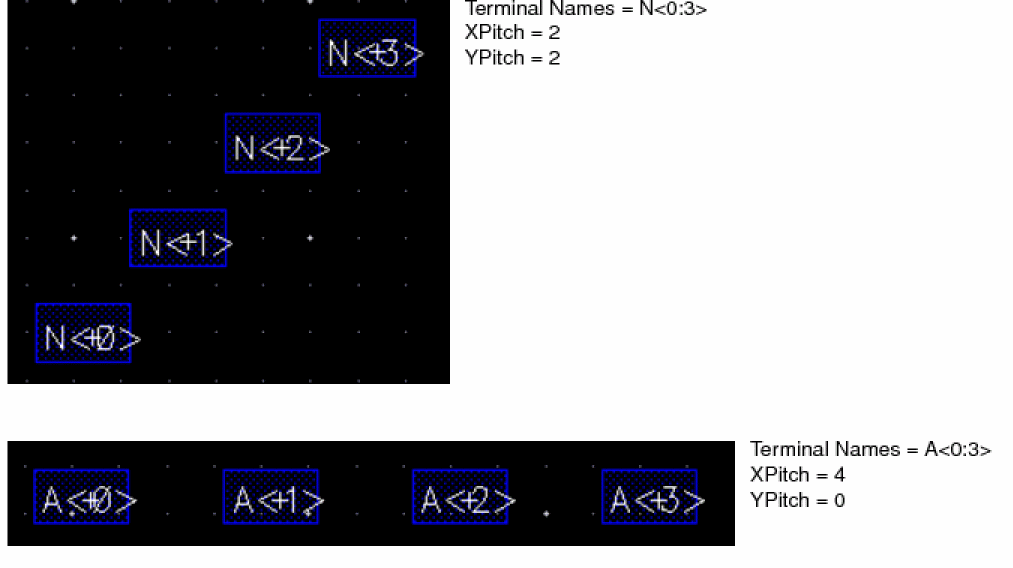 Terminal Names = N<0:3>
XPitch = 2
YPitch = 2
N<3>
N<2>
N<1>
N<0>
Terminal Names = A<0:3>
XPitch = 4
YPitch = 0
A<0> A<1> A<2> A<3>